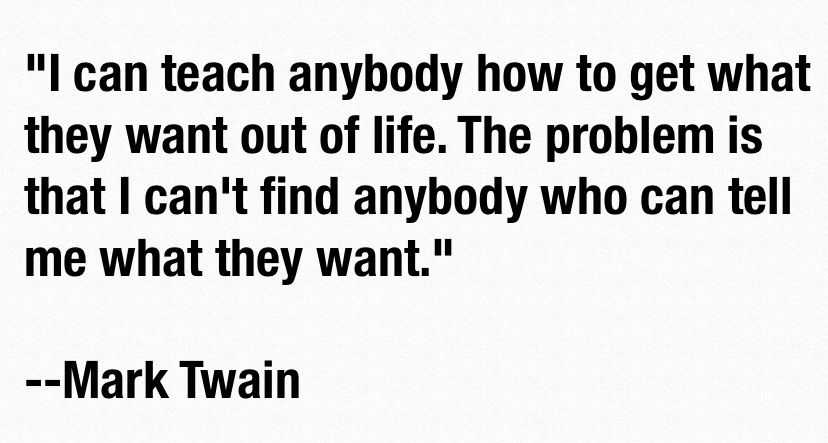 "I can teach anybody how to get what
they want out of life. The problem is
that I can't find anybody who can tell
me what they want."
--Mark Twain